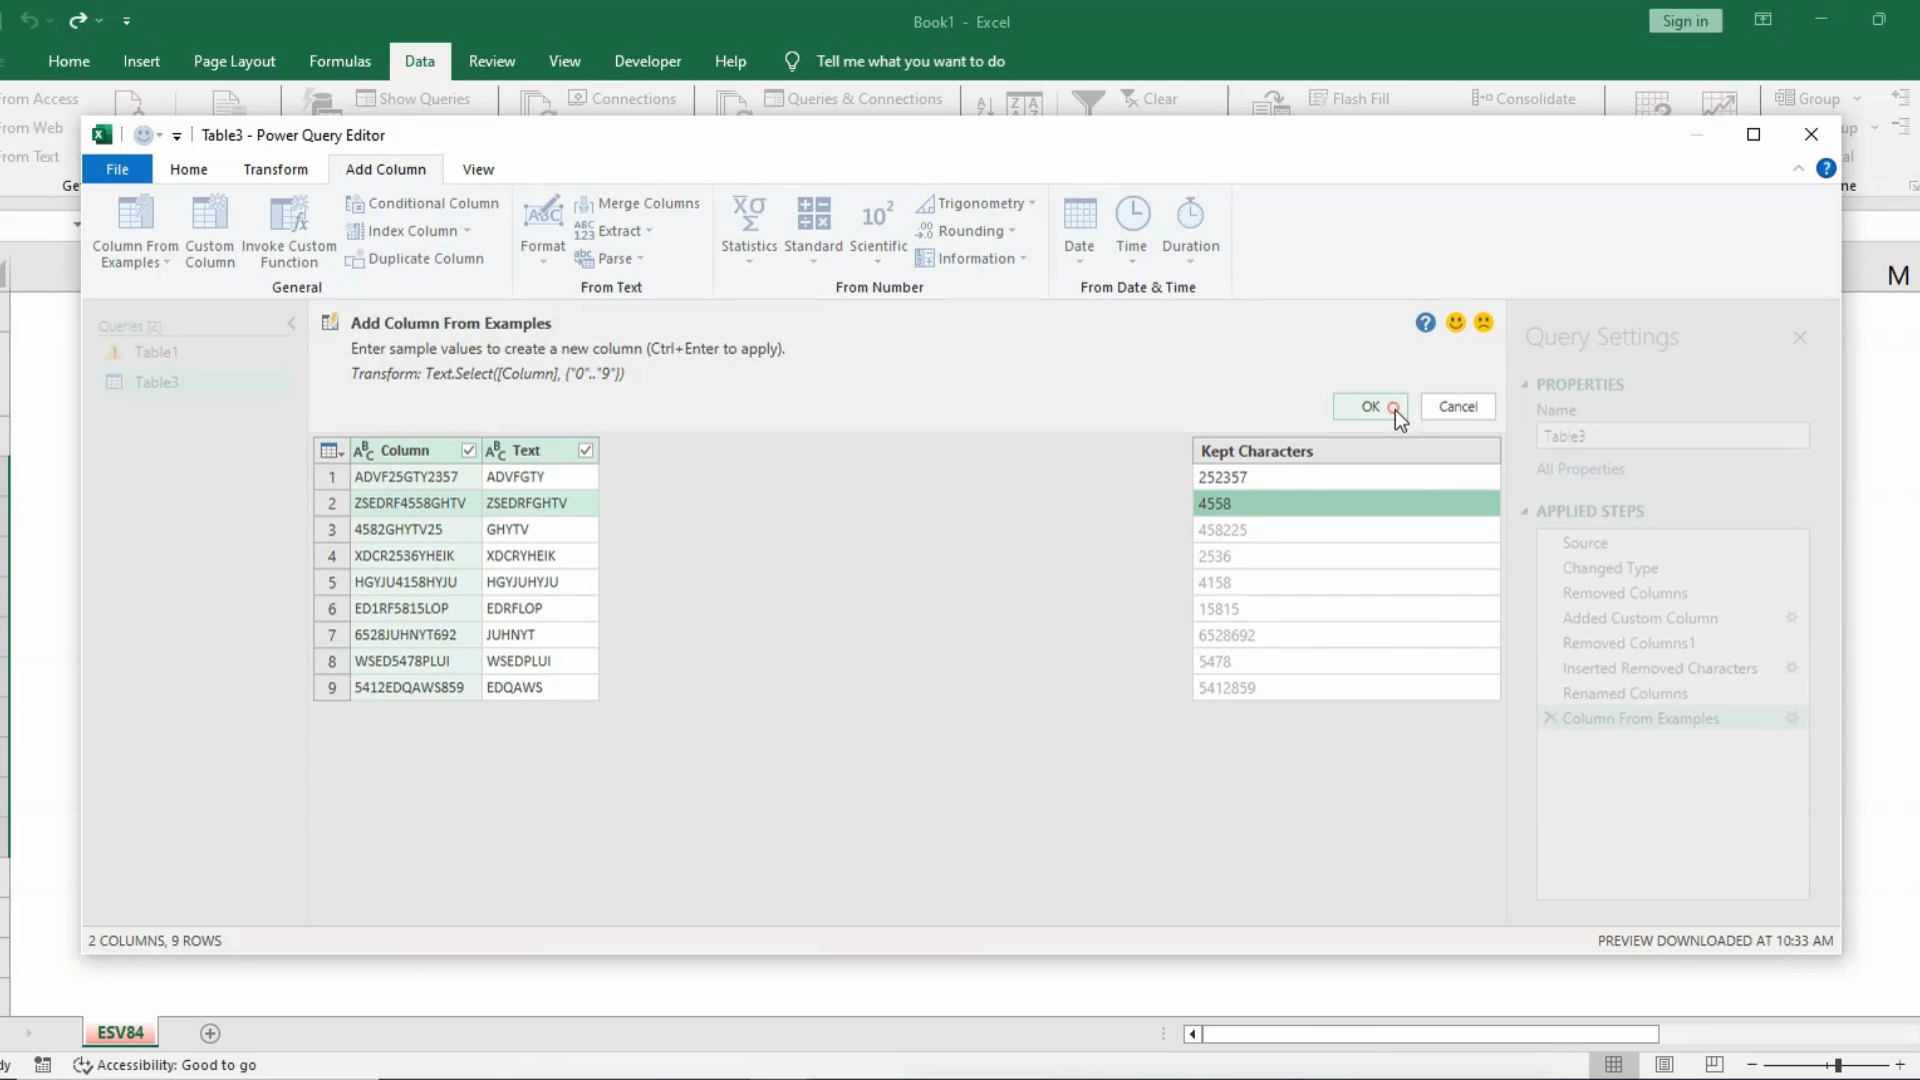 Book1 - Excel
Sign in
Home Insert Page Layout Formulas Data Review View Developer Help Tell me what you want to do
From Access
From Web
From Text
Show Queries
Connections
Queries & Connections
Clear
Flash Fill
Consolidate
Group
M
Table3 - Power Query Editor
File Home Transform Add Column View
Column From
Examples
Custom
Column
Invoke Custom
Function
Conditional Column
Index Column
Duplicate Column
General
Format
Merge Columns
Extract
Parse
From Text
Statistics
Standard
Scientific
Trigonometry
Rounding
Information
From Number
Date
Time
Duration
From Date & Time
Queries [2]
Table1
Table3
Add Column From Examples
Enter sample values to create a new column (Ctrl+Enter to apply).
Transform: Text.Select([Column], {"0".."9"})
OK Cancel
Column Text Kept Characters
1 ADVF25GTY2357 ADVFGTY 252357
2 ZSEDRF4558GHTV ZSEDRFGHTV 4558
3 4582GHYTV25 GHYTV 458225
4 XDCR2536YHEIK XDCRYHEIK 2536
5 HGYJU4158HYJU HGYJUHYJU 4158
6 ED1RF5815LOP EDRFLOP 15815
7 6528JUHNYT692 JUHNYT 6528692
8 WSED5478PLUI WSEDPLUI 5478
9 5412EDQAWS859 EDQAWS 5412859
Query Settings
PROPERTIES
Name
Table3
All Properties
APPLIED STEPS
Source
Changed Type
Removed Columns
Added Custom Column
Removed Columns1
Inserted Removed Characters
Renamed Columns
Column From Examples
2 COLUMNS, 9 ROWS
PREVIEW DOWNLOADED AT 10:33 AM
ESV84
Accessibility: Good to go